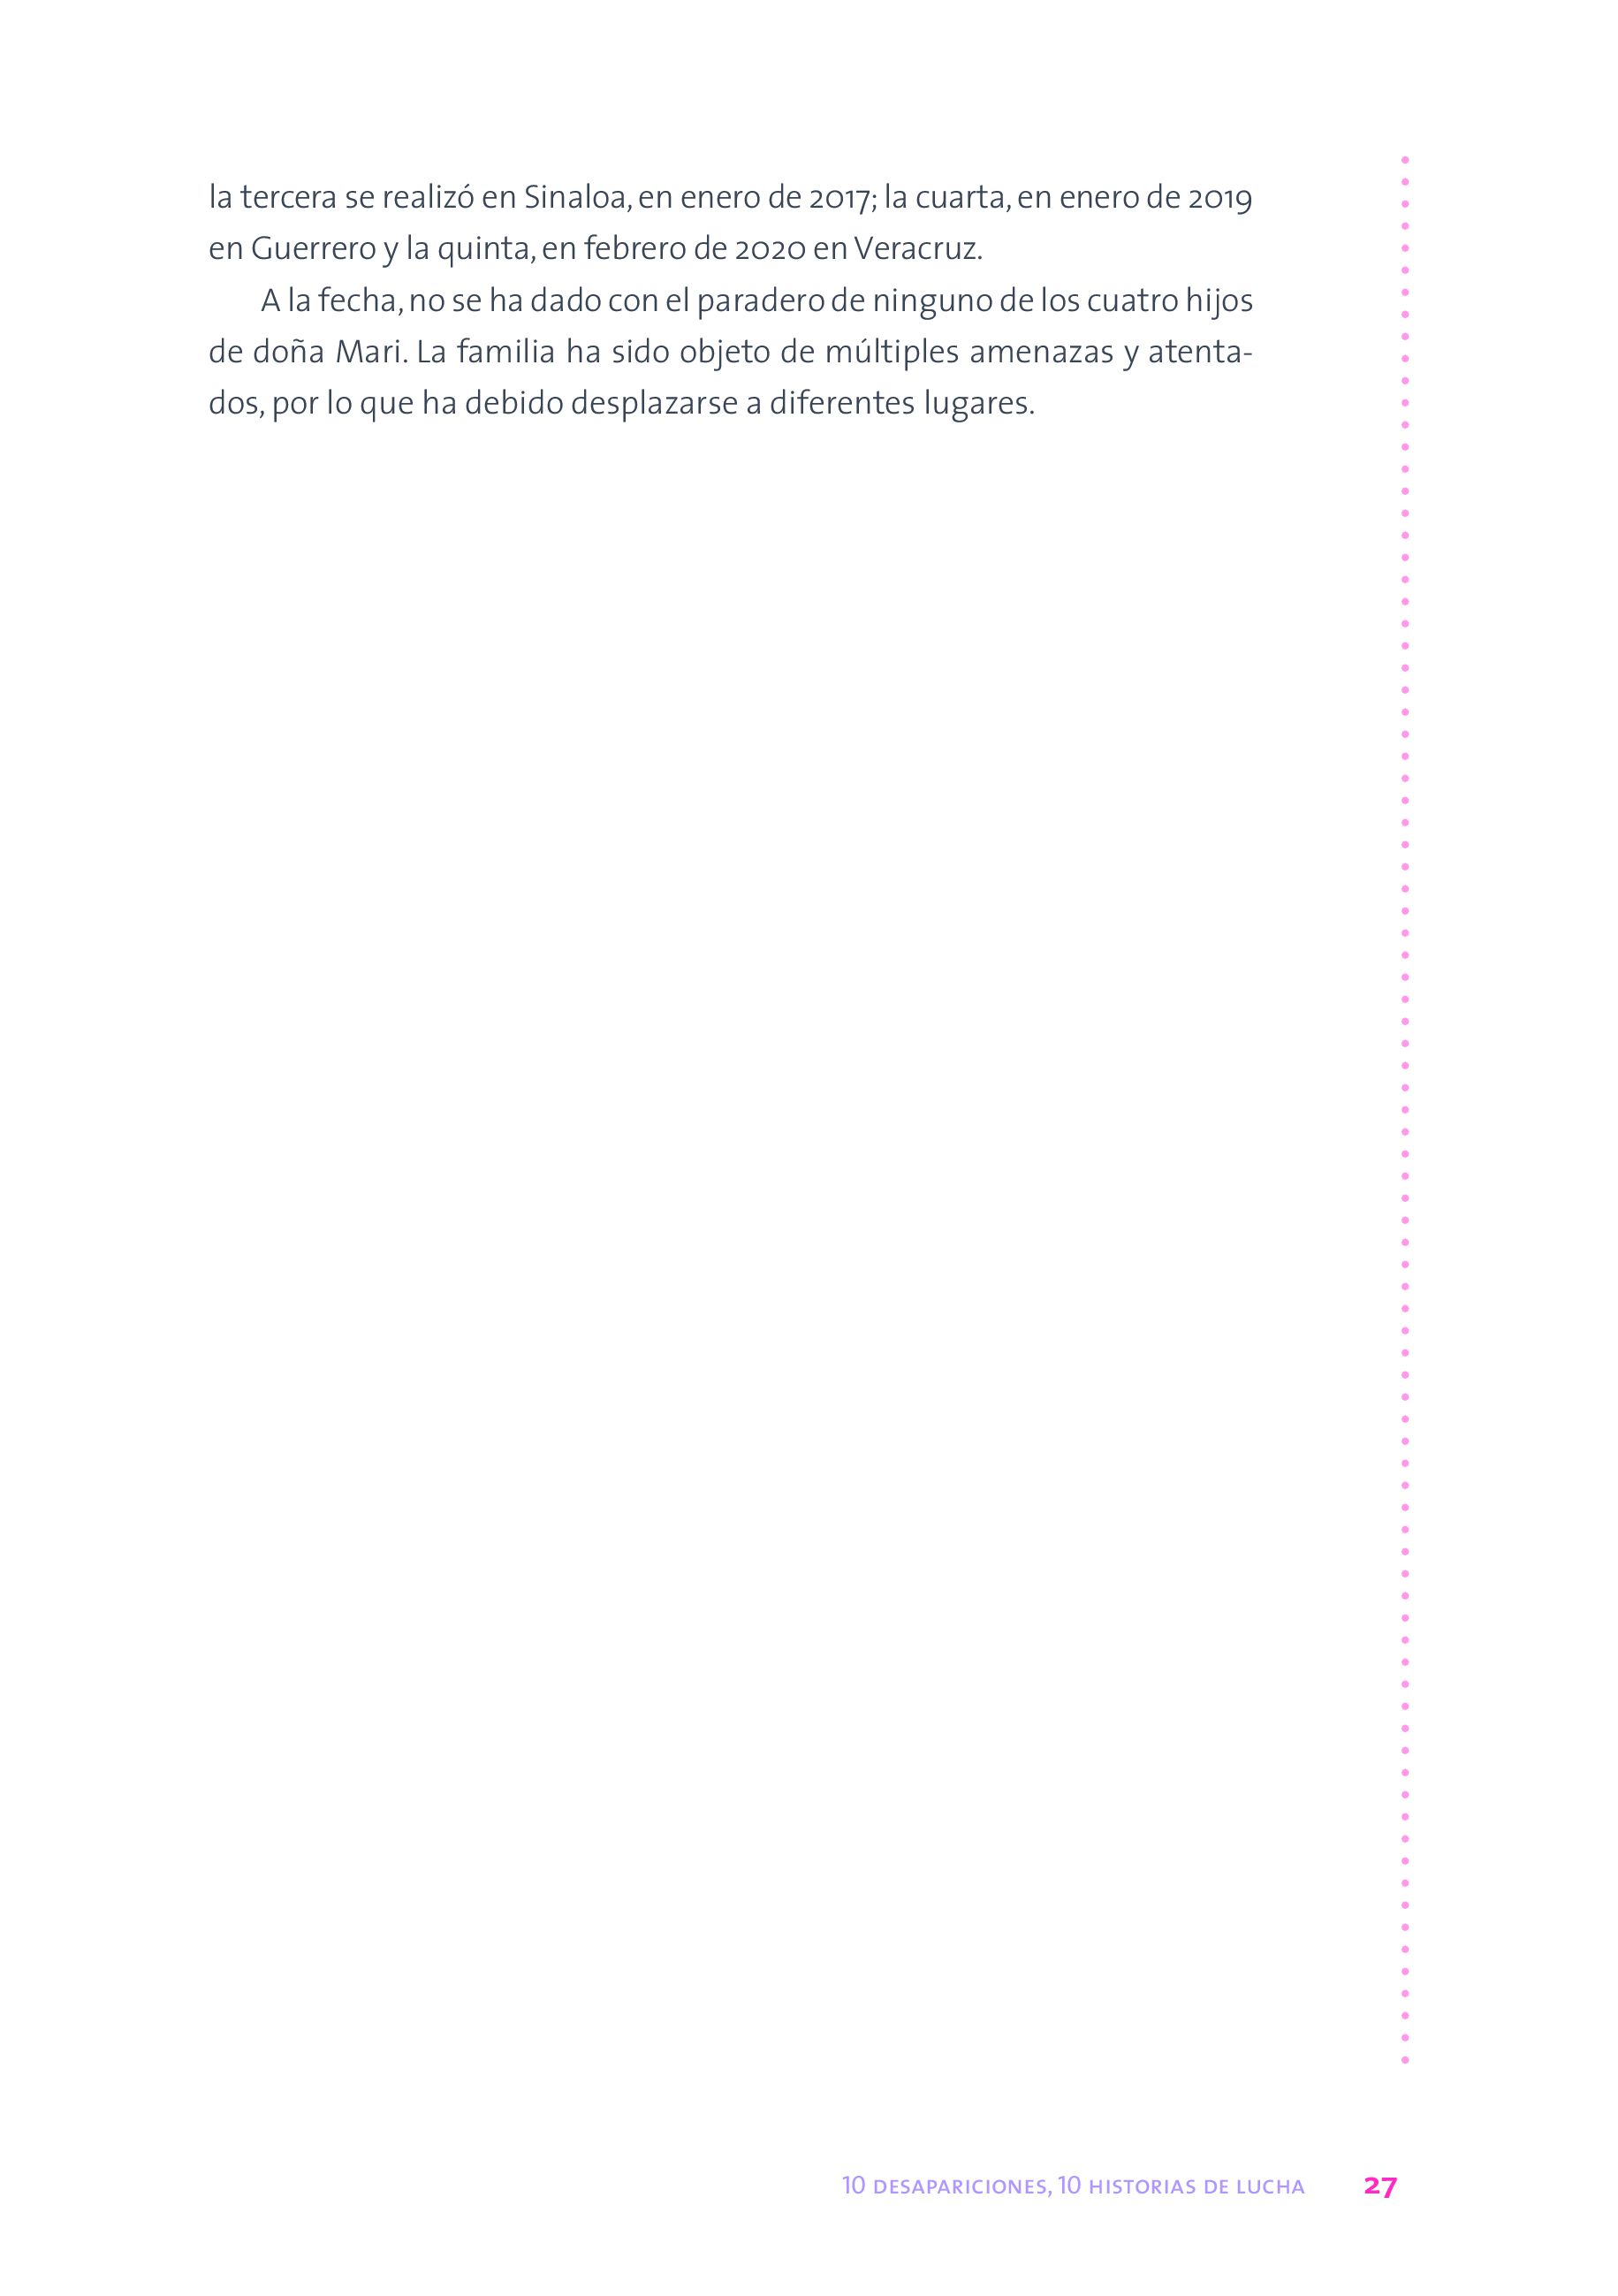 la tercera se realizó en Sinaloa, en enero de 2017; la cuarta, en enero de 2019
en Guerrero y la quinta, en febrero de 2020 en Veracruz.
A la fecha, no se ha dado con el paradero de ninguno de los cuatro hijos
de doña Mari. La familia ha sido objeto de múltiples amenazas y atenta-
dos, por lo que ha debido desplazarse a diferentes lugares.
10 DESAPARICIONES, 10 HISTORIAS DE LUCHA 27